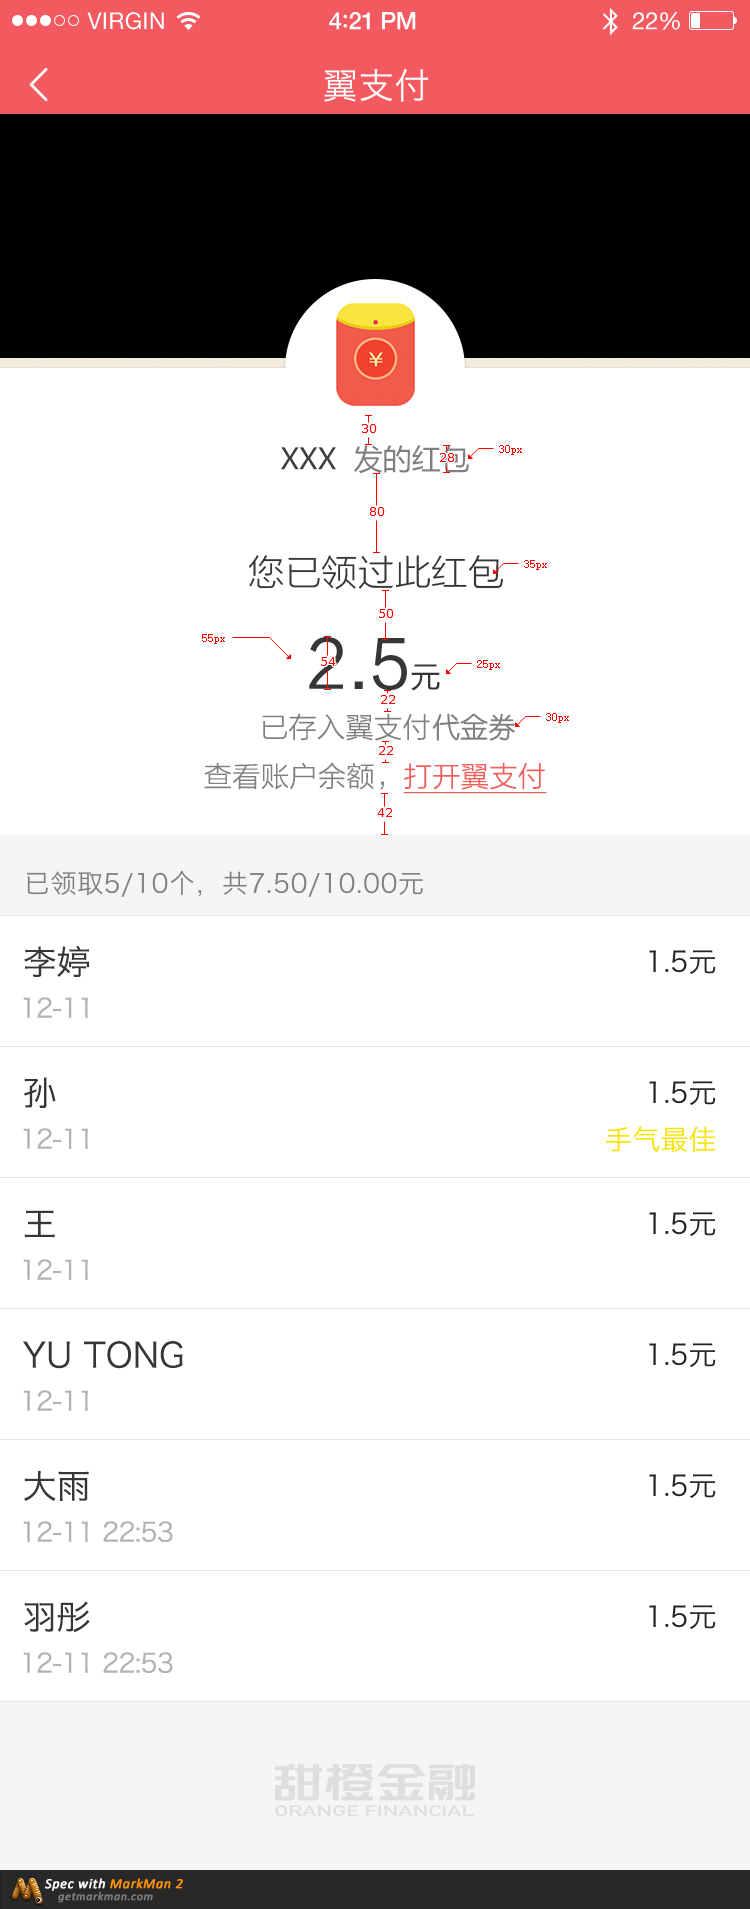 VIRGIN 4:21 PM 22%
翼支付
¥
30
XXX 发的红包 30px
28
80
您已领过此红包 35px
50
55px
2.5元 25px
54
22
已存入翼支付代金券 30px
22
查看账户余额，打开翼支付
42
已领取5/10个，共7.50/10.00元
李婷 1.5元
12-11
孙 1.5元
12-11 手气最佳
王 1.5元
12-11
YU TONG 1.5元
12-11
大雨 1.5元
12-11 22:53
羽彤 1.5元
12-11 22:53
甜橙金融
ORANGE FINANCIAL
Spec with MarkMan 2
getmarkman.com